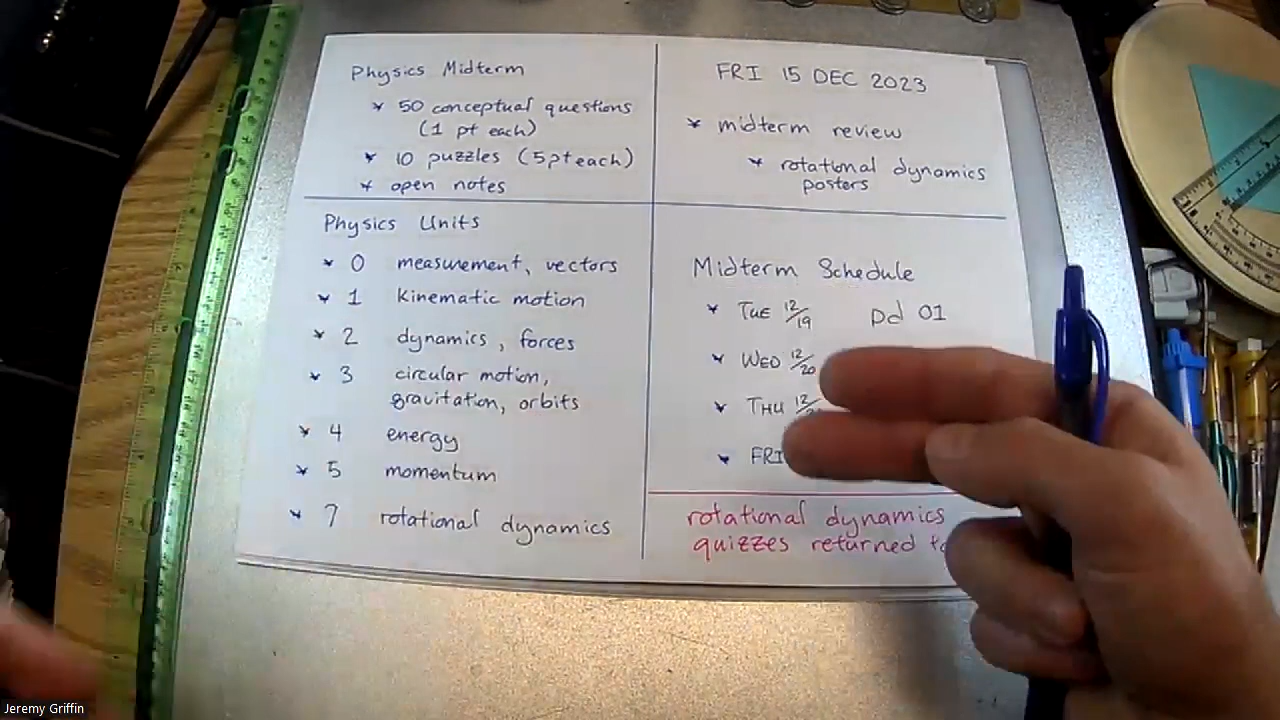 Physics Midterm
* 50 conceptual questions
(1 pt each)
* 10 puzzles (5pt each)
* open notes
FRI 15 DEC 2023
* midterm review
* rotational dynamics
posters
Physics Units
* 0 measurement, vectors
* 1 kinematic motion
* 2 dynamics, forces
* 3 circular motion,
gravitation, orbits
* 4 energy
* 5 momentum
* 7 rotational dynamics
Midterm Schedule
* TUE 12/19 pd 01
* WED 12/20
* THU 12/
* FRI
rotational dynamics
quizzes returned
Jeremy Griffin